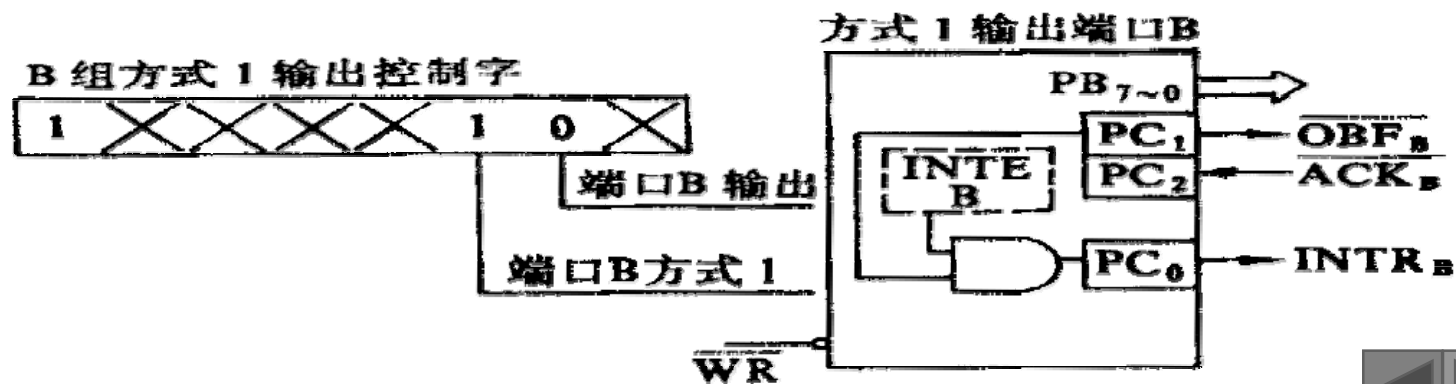 方式1输出端口B
B组方式1输出控制字
PB7~0
1 1 0
PC1 OBFB
端口B输出
INTE
B
PC2 ACKB
端口B方式1
PC0 INTRB
WR